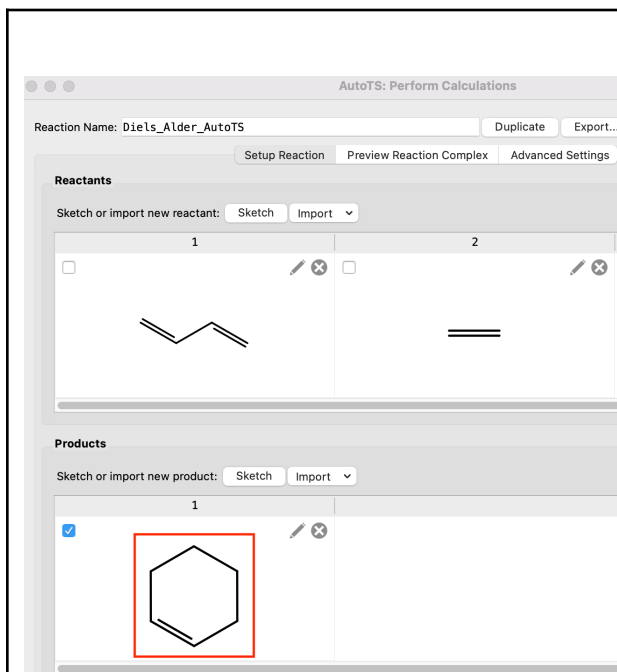 AutoTS: Perform Calculations
Reaction Name: Diels_Alder_AutoTS Duplicate Export...
Setup Reaction Preview Reaction Complex Advanced Settings
Reactants
Sketch or import new reactant: Sketch Import
1 2
Products
Sketch or import new product: Sketch Import
1